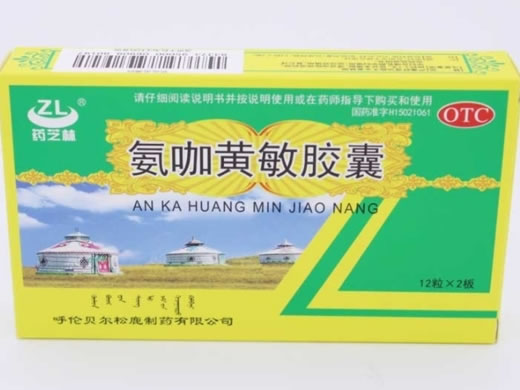 ZL
药芝林
请仔细阅读说明书并按说明使用或在药师指导下购买和使用
国药准字H15021061
OTC
氨咖黄敏胶囊
AN KA HUANG MIN JIAO NANG
12粒×2板
呼伦贝尔松鹿制药有限公司